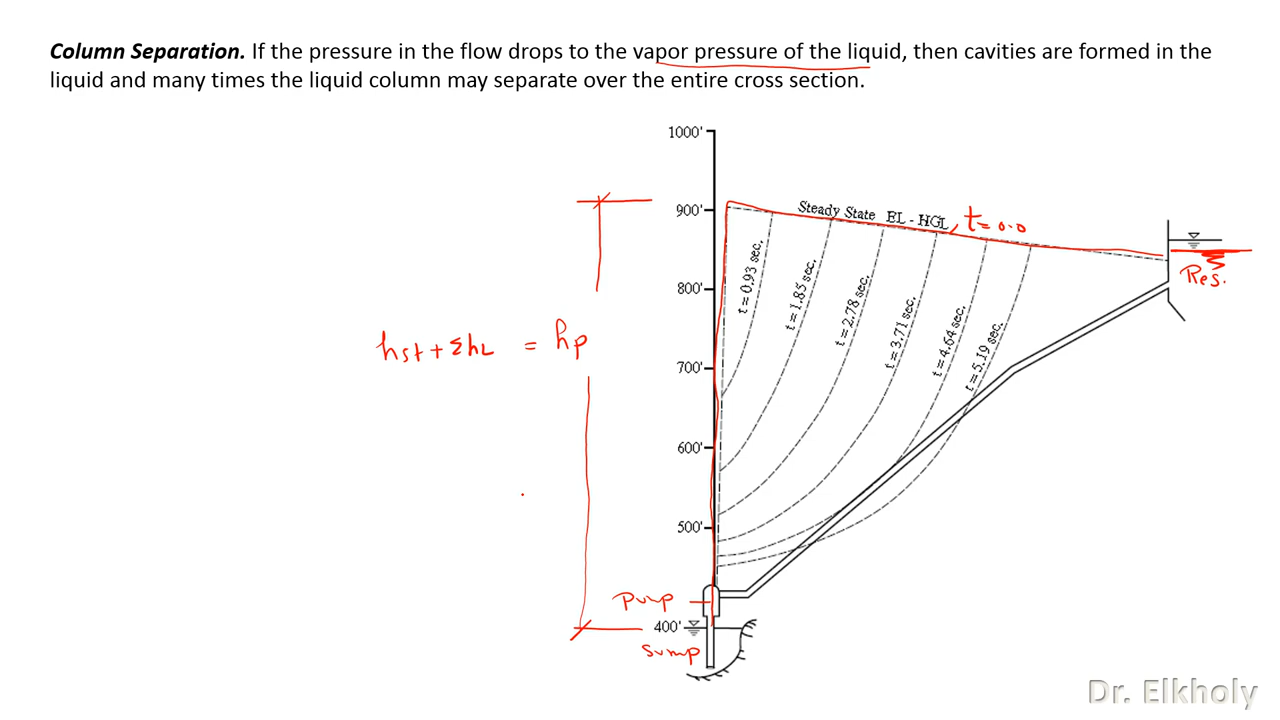 Column Separation. If the pressure in the flow drops to the vapor pressure of the liquid, then cavities are formed in the
liquid and many times the liquid column may separate over the entire cross section.
1000'
900'
Steady State EL - HGL, t=0.0
Res.
800'
t = 0.93 sec.
t = 1.85 sec.
t = 2.78 sec.
t = 3.71 sec.
t = 4.64 sec.
t = 5.19 sec.
hst + ΣhL = hp
700'
600'
500'
Pump
400'
Sump
Dr. Elkholy